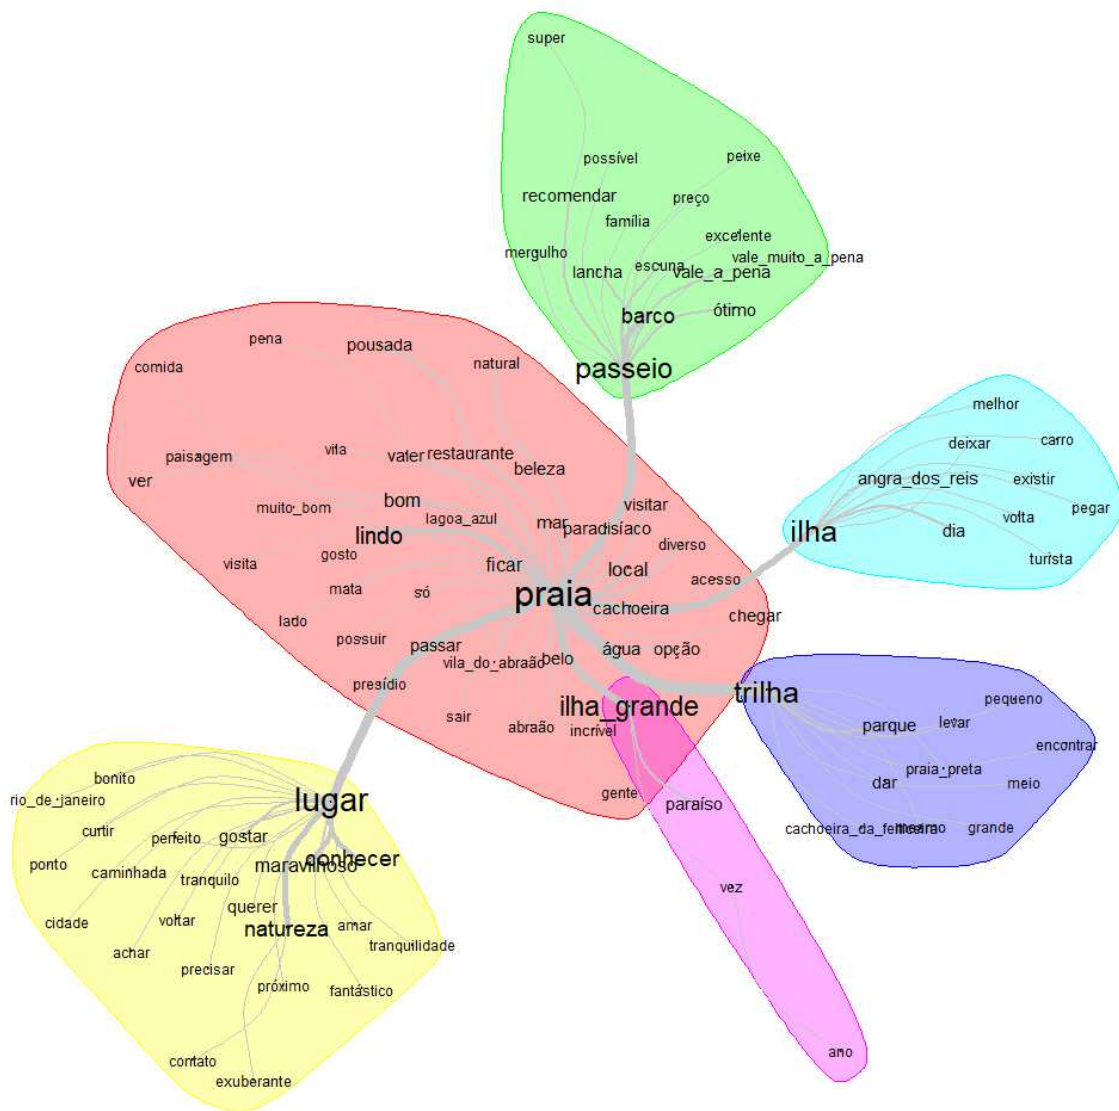 super
possível
peixe
recomendar
preço
família
excelente
mergulho
escuna
vale_muito_a_pena
lancha
vale_a_pena
barco
ótimo
passeio
pena
pousada
natural
comida
melhor
deixar
carro
vila
valer
restaurante
paisagem
beleza
ver
angra_dos_reis
existir
muito_bom
bom
visitar
pegar
lagoa_azul
mar
paradisíaco
volta
lindo
ilha
dia
diverso
gosto
visita
ficar
local
turista
acesso
mata
só
praia
cachoeira
lado
chegar
possuir
passar
água
opção
vila_do_abraão
belo
presídio
trilha
pequeno
ilha_grande
sair
abraão
incrível
parque
levar
encontrar
praia_preta
dar
meio
bonito
gente
paraíso
rio_de_janeiro
lugar
cachoeira_da_feiticeira
mesmo
grande
curtir
perfeito
gostar
conhecer
ponto
caminhada
maravilhoso
tranquilo
vez
querer
cidade
voltar
natureza
amar
tranquilidade
achar
precisar
próximo
fantástico
contato
ano
exuberante